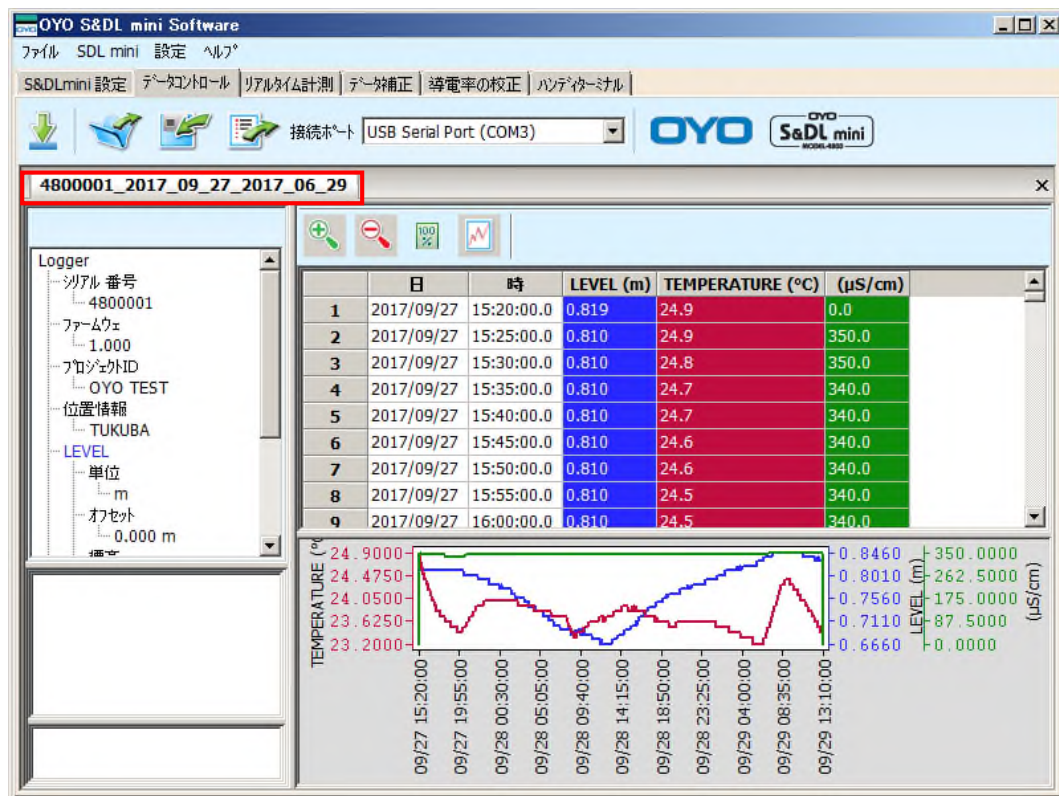 OYO S&DL mini Software
ファイル SDL mini 設定 ヘルプ
S&DLmini 設定 データコントロール リアルタイム計測 データ補正 導電率の校正 ハンディターミナル
接続ポート USB Serial Port (COM3) OYO OYO S&DL mini MODEL-4800
4800001_2017_09_27_2017_06_29
Logger
シリアル 番号
4800001
ファームウェ
1.000
プロジェクトID
OYO TEST
位置情報
TUKUBA
LEVEL
単位
m
オフセット
0.000 m
100 %
日 時 LEVEL (m) TEMPERATURE (°C) (µS/cm)
1 2017/09/27 15:20:00.0 0.819 24.9 0.0
2 2017/09/27 15:25:00.0 0.810 24.9 350.0
3 2017/09/27 15:30:00.0 0.810 24.8 350.0
4 2017/09/27 15:35:00.0 0.810 24.7 340.0
5 2017/09/27 15:40:00.0 0.810 24.7 340.0
6 2017/09/27 15:45:00.0 0.810 24.6 340.0
7 2017/09/27 15:50:00.0 0.810 24.6 340.0
8 2017/09/27 15:55:00.0 0.810 24.5 340.0
9 2017/09/27 16:00:00.0 0.810 24.5 340.0
TEMPERATURE (°C
24.9000
24.4750
24.0500
23.6250
23.2000
0.8460
0.8010
0.7560
0.7110
0.6660
LEVEL (m)
350.0000
262.5000
175.0000
87.5000
0.0000
(µS/cm)
09/27 15:20:00
09/27 19:55:00
09/28 00:30:00
09/28 05:05:00
09/28 09:40:00
09/28 14:15:00
09/28 18:50:00
09/28 23:25:00
09/29 04:00:00
09/29 08:35:00
09/29 13:10:00